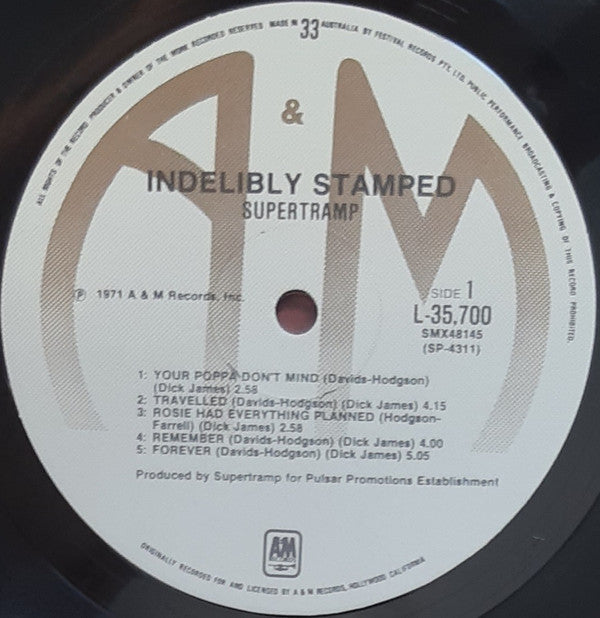 ALL RIGHTS OF THE RECORD PRODUCER & OWNER OF THE WORK RECORDED RESERVED MADE IN AUSTRALIA BY FESTIVAL RECORDS PTY. LTD. PUBLIC PERFORMANCE BROADCASTING & COPYING OF THIS RECORD PROHIBITED.
33
A & M
INDELIBLY STAMPED
SUPERTRAMP
Ⓟ 1971 A & M Records, Inc.
SIDE 1
L-35,700
SMX48145
(SP-4311)
1: YOUR POPPA DON'T MIND (Davids-Hodgson)
(Dick James) 2.58
2: TRAVELLED (Davids-Hodgson) (Dick James) 4.15
3: ROSIE HAD EVERYTHING PLANNED (Hodgson-
Farrell) (Dick James) 2.58
4: REMEMBER (Davids-Hodgson) (Dick James) 4.00
5: FOREVER (Davids-Hodgson) (Dick James) 5.05
Produced by Supertramp for Pulsar Promotions Establishment
A&M
ORIGINALLY RECORDED FOR AND LICENSED BY A & M RECORDS, HOLLYWOOD CALIFORNIA